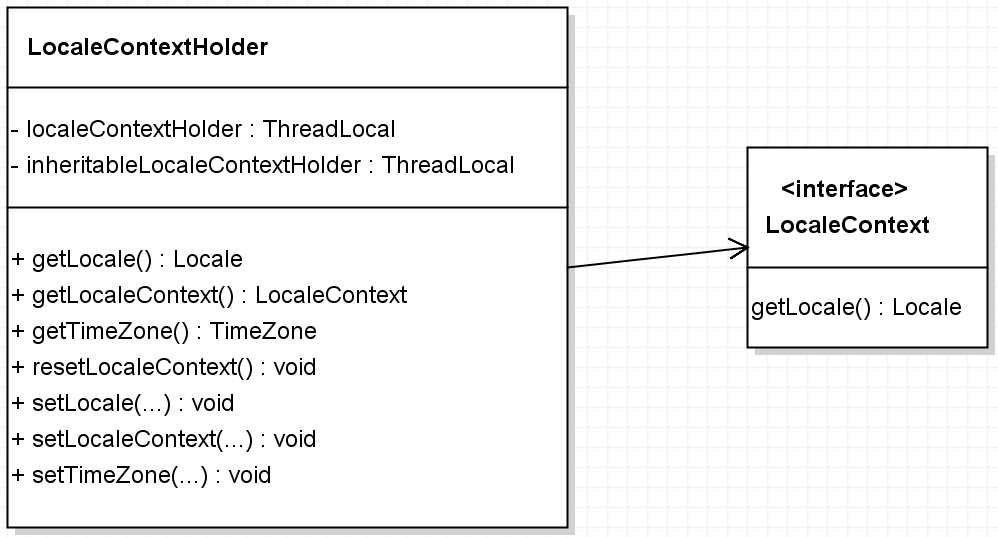 LocaleContextHolder
- localeContextHolder : ThreadLocal
- inheritableLocaleContextHolder : ThreadLocal
+ getLocale() : Locale
+ getLocaleContext() : LocaleContext
+ getTimeZone() : TimeZone
+ resetLocaleContext() : void
+ setLocale(...) : void
+ setLocaleContext(...) : void
+ setTimeZone(...) : void
<interface>
LocaleContext
getLocale() : Locale